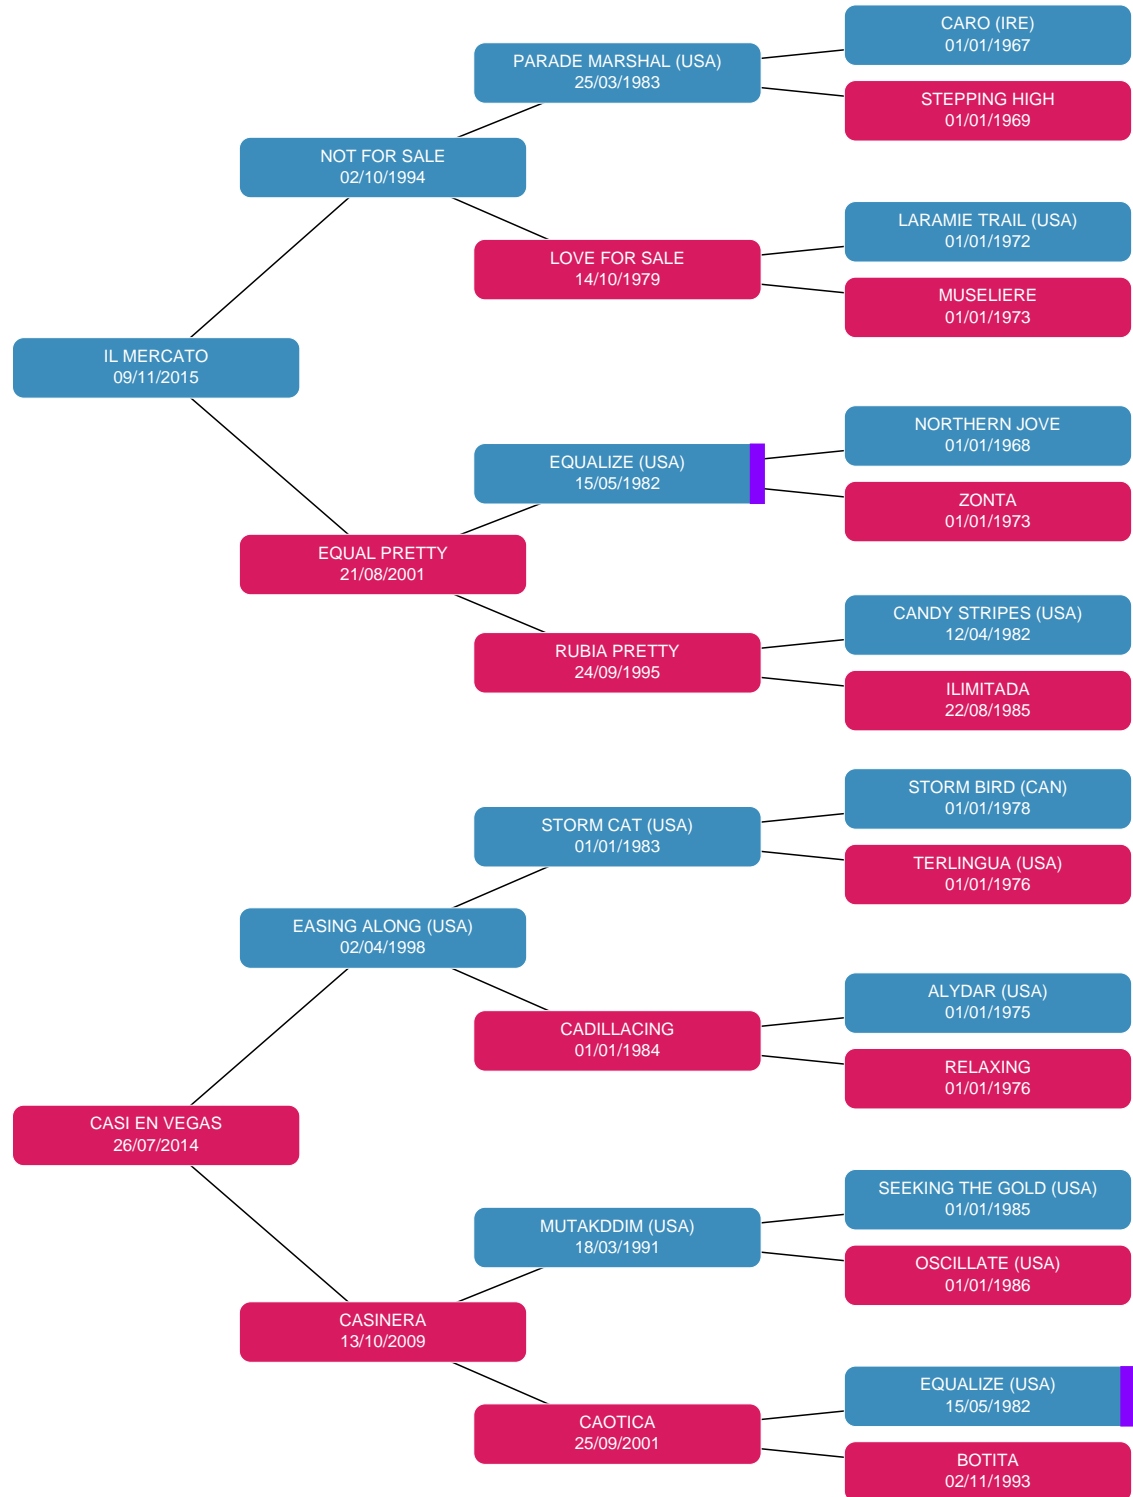 CARO (IRE)
01/01/1967
PARADE MARSHAL (USA)
25/03/1983
STEPPING HIGH
01/01/1969
NOT FOR SALE
02/10/1994
LARAMIE TRAIL (USA)
01/01/1972
LOVE FOR SALE
14/10/1979
MUSELIERE
01/01/1973
IL MERCATO
09/11/2015
NORTHERN JOVE
01/01/1968
EQUALIZE (USA)
15/05/1982
ZONTA
01/01/1973
EQUAL PRETTY
21/08/2001
CANDY STRIPES (USA)
12/04/1982
RUBIA PRETTY
24/09/1995
ILIMITADA
22/08/1985
STORM BIRD (CAN)
01/01/1978
STORM CAT (USA)
01/01/1983
TERLINGUA (USA)
01/01/1976
EASING ALONG (USA)
02/04/1998
ALYDAR (USA)
01/01/1975
CADILLACING
01/01/1984
RELAXING
01/01/1976
CASI EN VEGAS
26/07/2014
SEEKING THE GOLD (USA)
01/01/1985
MUTAKDDIM (USA)
18/03/1991
OSCILLATE (USA)
01/01/1986
CASINERA
13/10/2009
EQUALIZE (USA)
15/05/1982
CAOTICA
25/09/2001
BOTITA
02/11/1993